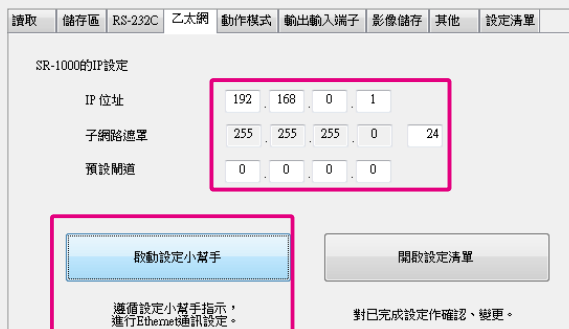 讀取 儲存區 RS-232C 乙太網 動作模式 輸出輸入端子 影像儲存 其他 設定清單
SR-1000的IP設定
IP 位址 192 . 168 . 0 . 1
子網路遮罩 255 . 255 . 255 . 0 24
預設閘道 0 . 0 . 0 . 0
啟動設定小幫手 開啟設定清單
遵循設定小幫手指示，
進行Ethernet通訊設定。 對已完成設定作確認、變更。